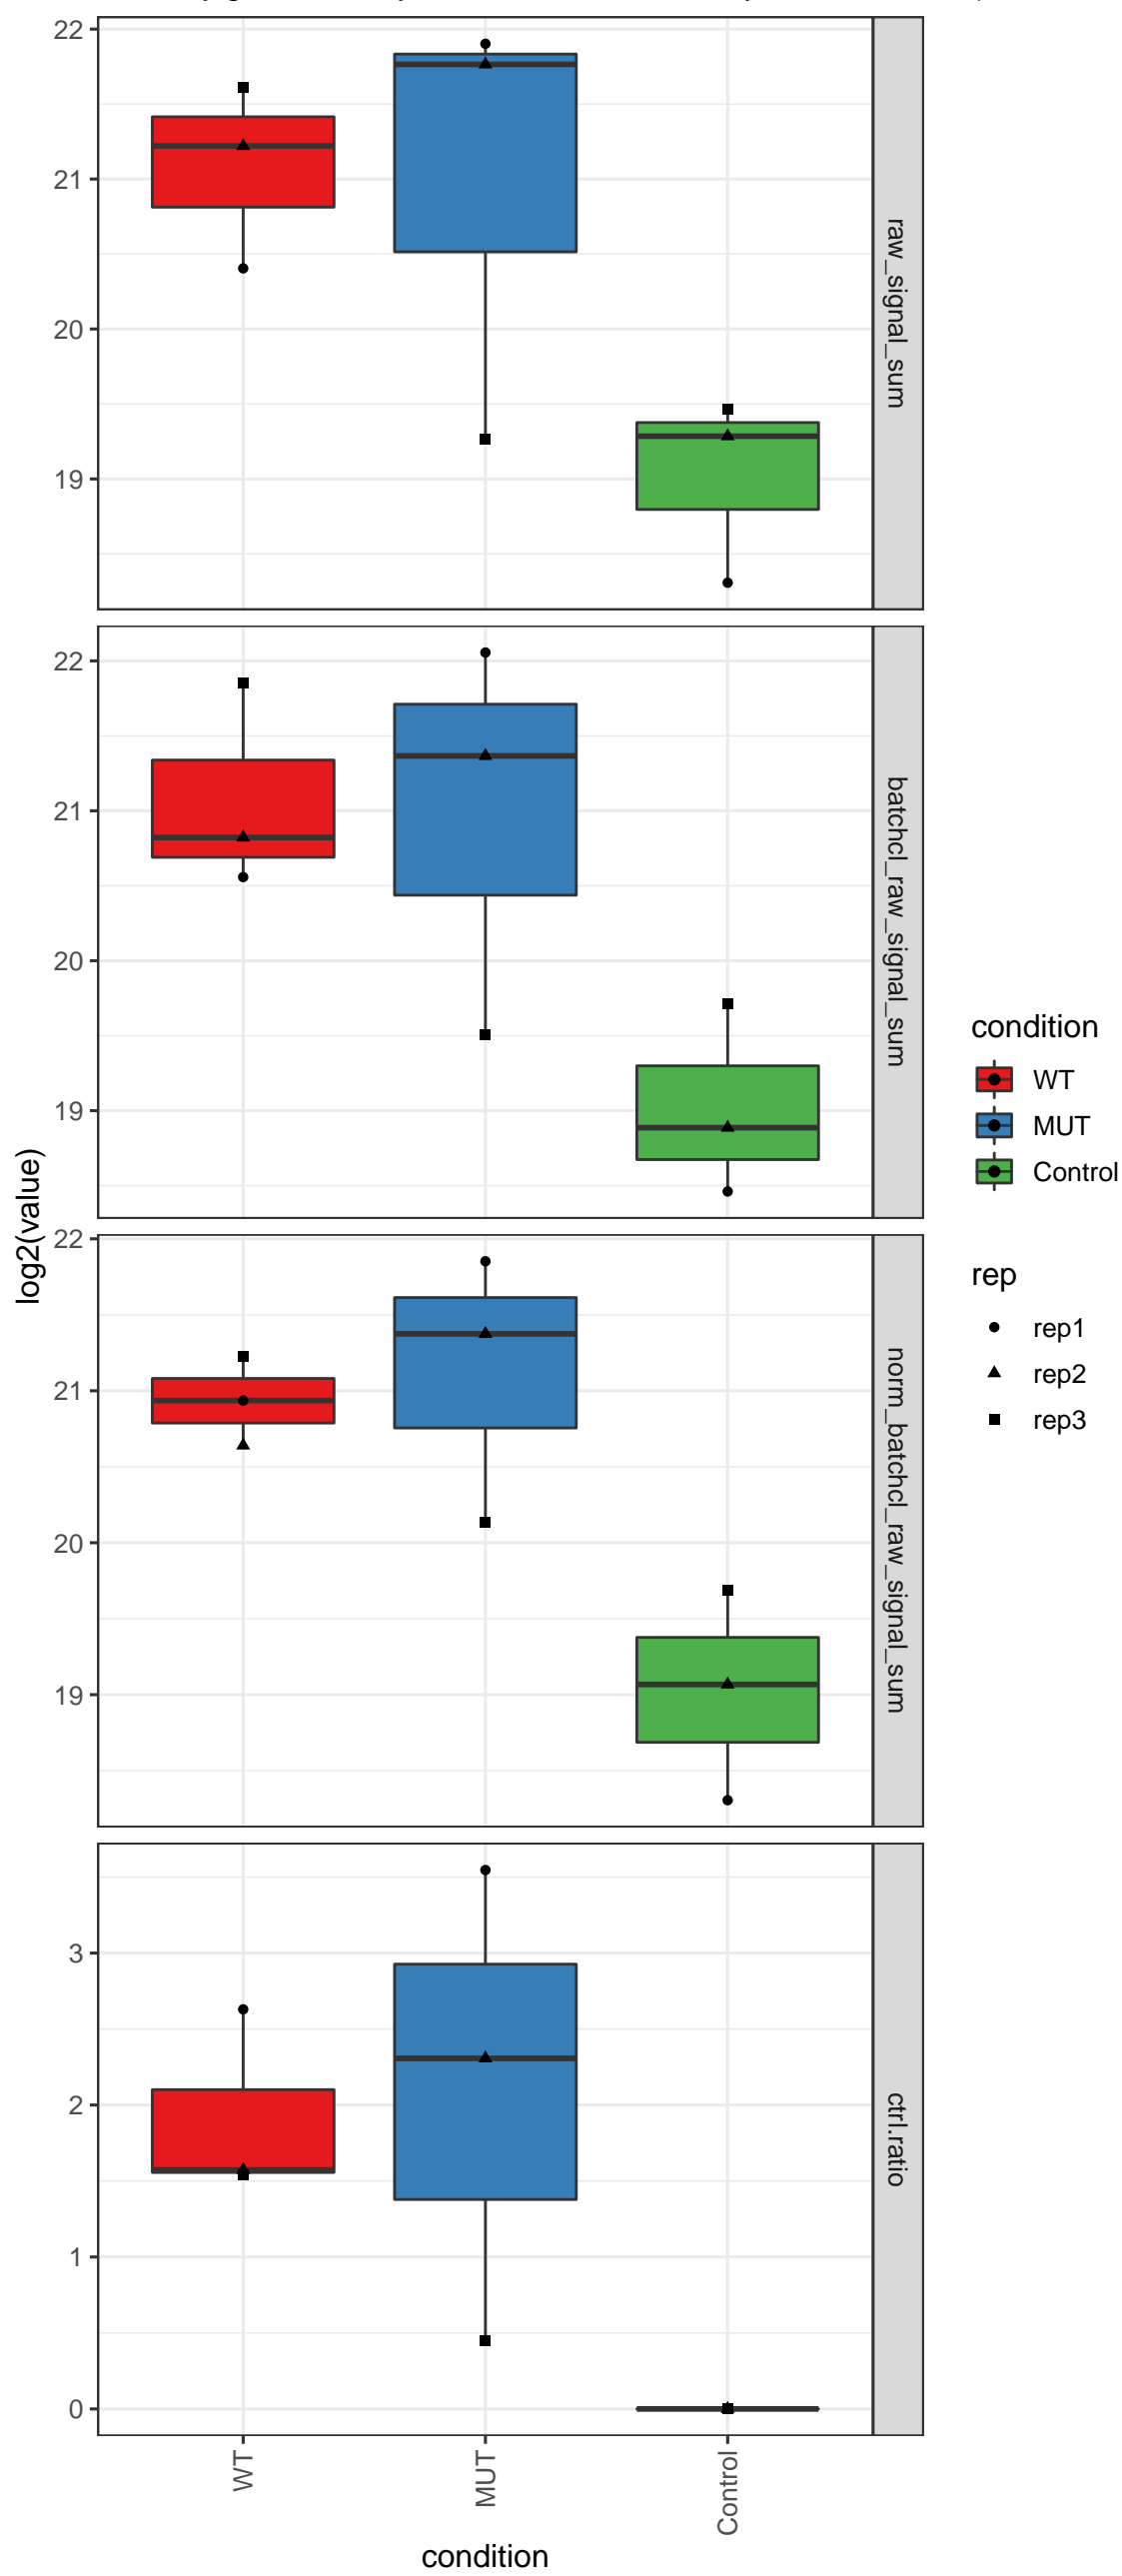 22
21
20
19
raw_signal_sum
22
21
20
19
batchcl_raw_signal_sum
22
21
20
19
norm_batchcl_raw_signal_sum
3
2
1
0
ctrl.ratio
log2(value)
WT
MUT
Control
condition
condition
WT
MUT
Control
rep
rep1
rep2
rep3